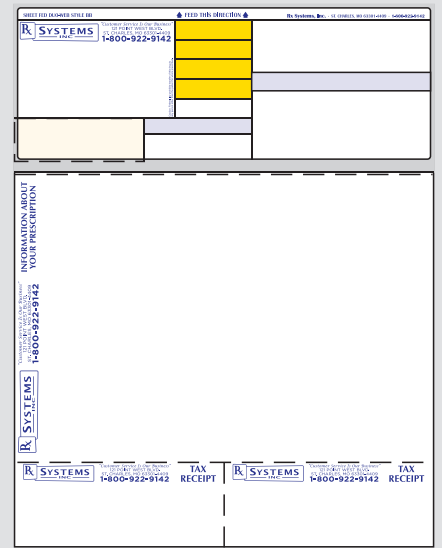 SHEET FED DUO-WEB STYLE BB
FEED THIS DIRECTION
Rx Systems, Inc. - ST. CHARLES, MO 63301-4409 - 1-800-922-9142
Rx SYSTEMS
INC
"Customer Service Is Our Business"
121 POINT WEST BLVD.
ST. CHARLES, MO 63301-4409
1-800-922-9142
INFORMATION ABOUT
YOUR PRESCRIPTION
"Customer Service Is Our Business"
121 POINT WEST BLVD.
ST. CHARLES, MO 63301-4409
1-800-922-9142
Rx SYSTEMS
INC
Rx SYSTEMS
INC
"Customer Service Is Our Business"
121 POINT WEST BLVD.
ST. CHARLES, MO 63301-4409
1-800-922-9142
TAX
RECEIPT
Rx SYSTEMS
INC
"Customer Service Is Our Business"
121 POINT WEST BLVD.
ST. CHARLES, MO 63301-4409
1-800-922-9142
TAX
RECEIPT